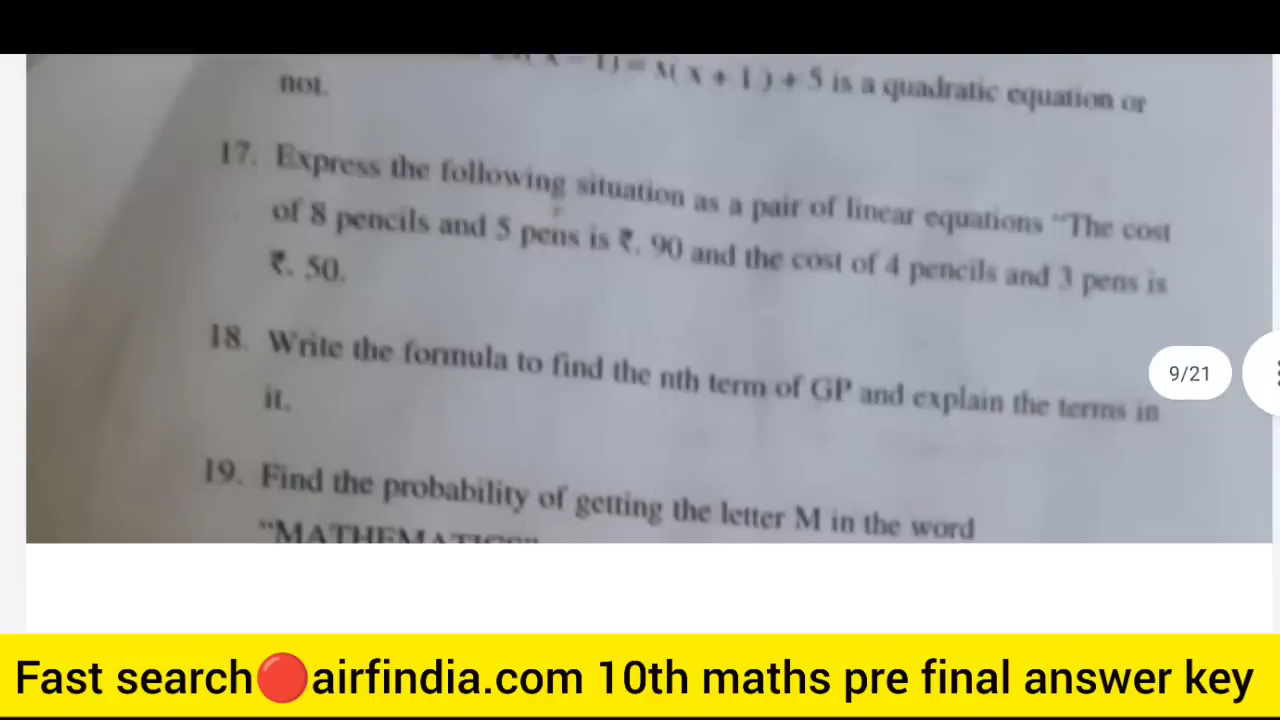 1) = x( x + 1 ) + 5 is a quadratic equation or
not.
17. Express the following situation as a pair of linear equations "The cost
of 8 pencils and 5 pens is ₹. 90 and the cost of 4 pencils and 3 pens is
₹. 50.
18. Write the formula to find the nth term of GP and explain the terms in
it.
9/21
19. Find the probability of getting the letter M in the word
"MATHEMATICS"
Fast search🔴airfindia.com 10th maths pre final answer key